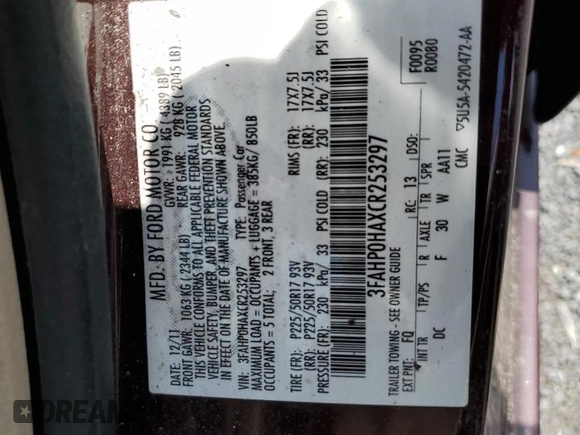 MFD. BY FORD MOTOR CO.
12/11 GVWR: 1991 KG ( 4389 LB)
FRONT GAWR: 1063 KG ( 2344 LB) REAR GAWR: 928 KG ( 2045 LB)
THIS VEHICLE CONFORMS TO ALL APPLICABLE FEDERAL MOTOR
VEHICLE SAFETY, BUMPER, AND THEFT PREVENTION STANDARDS
IN EFFECT ON THE DATE OF MANUFACTURE SHOWN ABOVE.
VIN: 3FAHP0HAXCR253297 TYPE: Passenger Car
MAXIMUM LOAD = OCCUPANTS + LUGGAGE = 385KG/ 850LB
OCCUPANTS = 5 TOTAL: 2 FRONT, 3 REAR
TIRE (FR): P225/50R17 93V RIMS (FR): 17X7.5J
(RR): P225/50R17 93V (RR): 17X7.5J
PRESSURE (FR): 230 kPa/ 33 PSI COLD (RR): 230 kPa/ 33 PSI COLD
3FAHP0HAXCR253297
TRAILER TOWING - SEE OWNER GUIDE
F0095
R0080
EXT PNT: FQ RC: 13 DSO:
INT TR TP/PS R AXLE TR SPR
DC F 30 W AA11
CMC 5U5A-5420472-AA